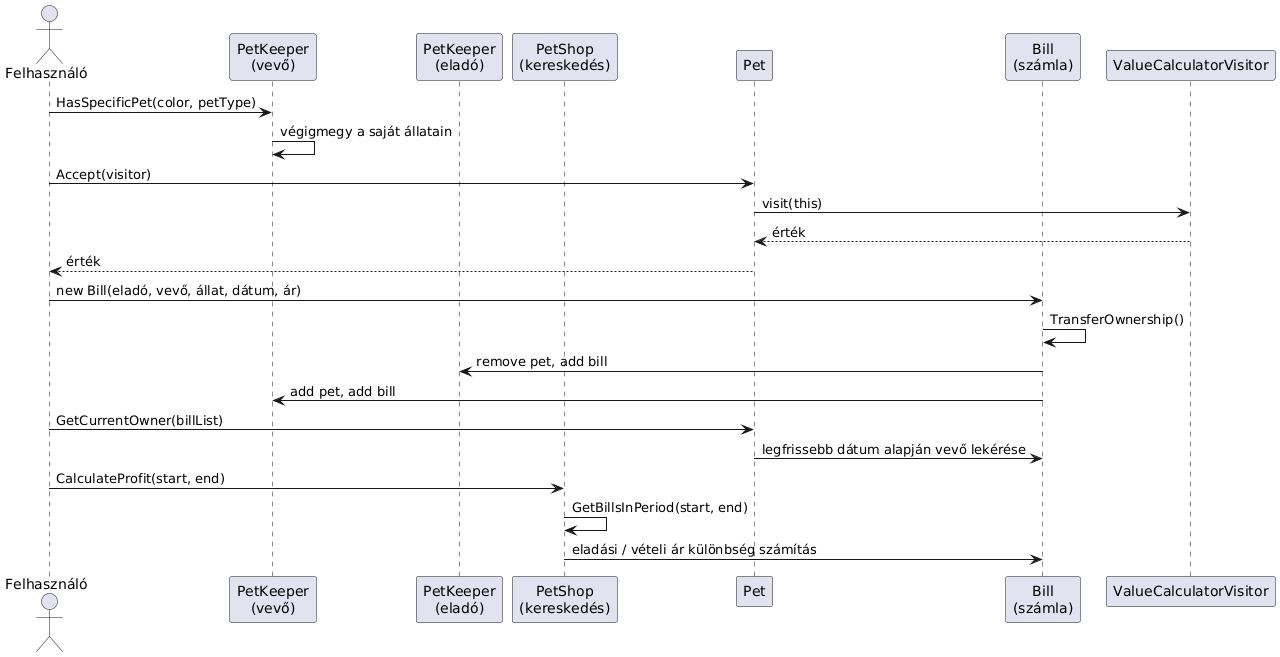 Felhasználó
PetKeeper
(vevő)
PetKeeper
(eladó)
PetShop
(kereskedés)
Pet
Bill
(számla)
ValueCalculatorVisitor
HasSpecificPet(color, petType)
végigmegy a saját állatain
Accept(visitor)
visit(this)
érték
érték
new Bill(eladó, vevő, állat, dátum, ár)
TransferOwnership()
remove pet, add bill
add pet, add bill
GetCurrentOwner(billList)
legfrissebb dátum alapján vevő lekérése
CalculateProfit(start, end)
GetBillsInPeriod(start, end)
eladási / vételi ár különbség számítás
Felhasználó
PetKeeper
(vevő)
PetKeeper
(eladó)
PetShop
(kereskedés)
Pet
Bill
(számla)
ValueCalculatorVisitor